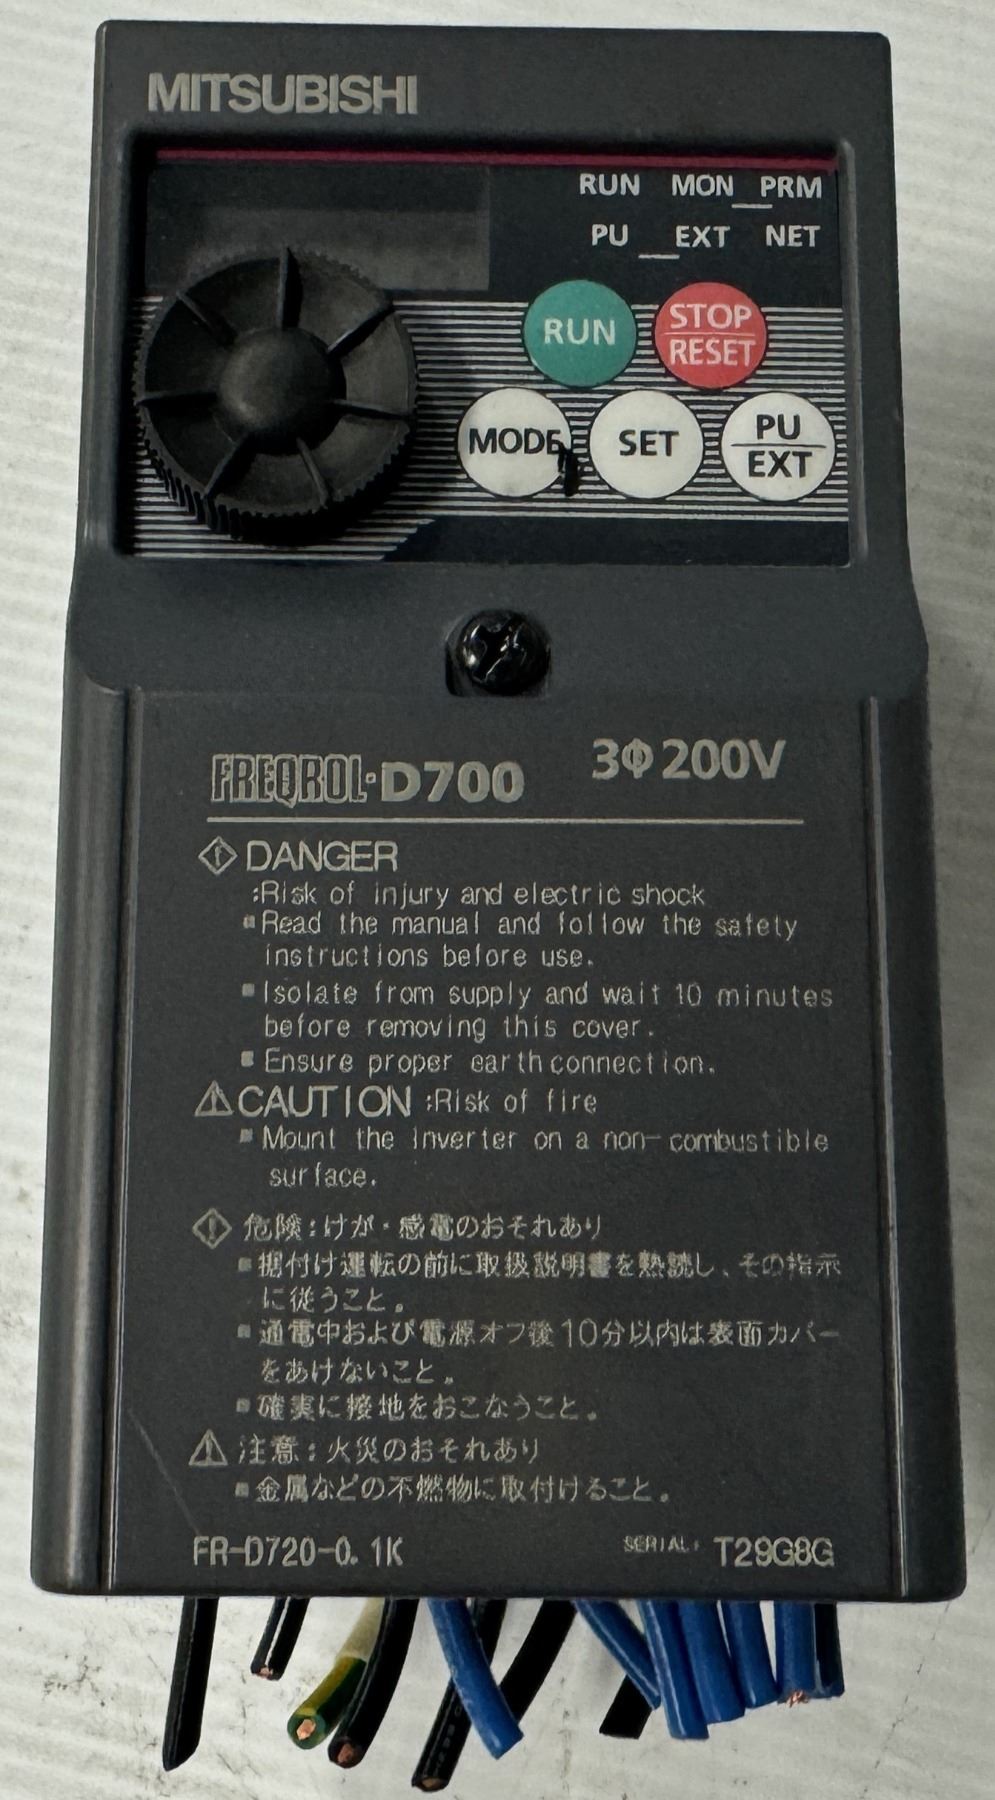 MITSUBISHI
RUN MON PRM
PU EXT NET
RUN
STOP
RESET
MODE
SET
PU
EXT
FREQROL-D700
3Φ200V
DANGER
:Risk of injury and electric shock
Read the manual and follow the safety
instructions before use.
Isolate from supply and wait 10 minutes
before removing this cover.
Ensure proper earth connection.
CAUTION :Risk of fire
Mount the inverter on a non-combustible
surface.
危険:けが・感電のおそれあり
据付け運転の前に取扱説明書を熟読し、その指示
に従うこと。
通電中および電源オフ後10分以内は表面カバー
をあけないこと。
確実に接地をおこなうこと。
注意:火災のおそれあり
金属などの不燃物に取付けること。
FR-D720-0.1K
SERIAL: T29G8G